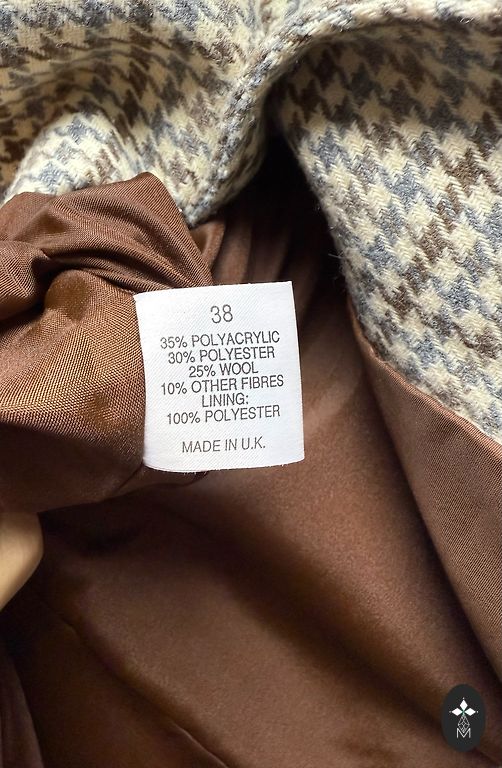 38
35% POLYACRYLIC
30% POLYESTER
25% WOOL
10% OTHER FIBRES
LINING:
100% POLYESTER
MADE IN U.K.
M